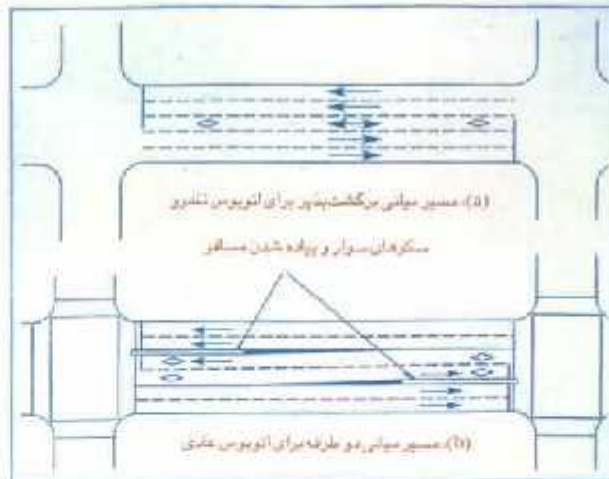 (a). مسیر میانی برگشت‌پذیر برای اتوبوس تندرو
سکوهای سوار و پیاده شدن مسافر
(b). مسیر میانی دو طرفه برای اتوبوس عادی